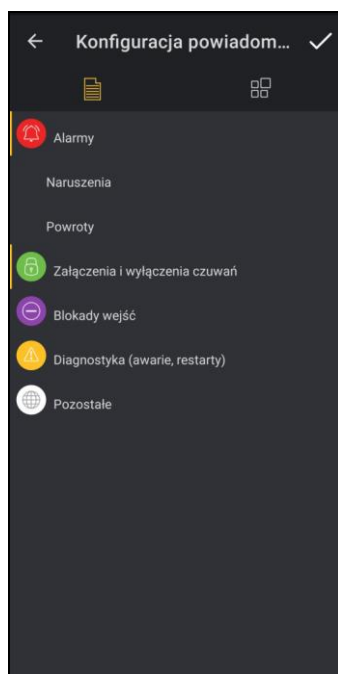 Konfiguracja powiadom...
Alarmy
Naruszenia
Powroty
Załączenia i wyłączenia czuwań
Blokady wejść
Diagnostyka (awarie, restarty)
Pozostałe